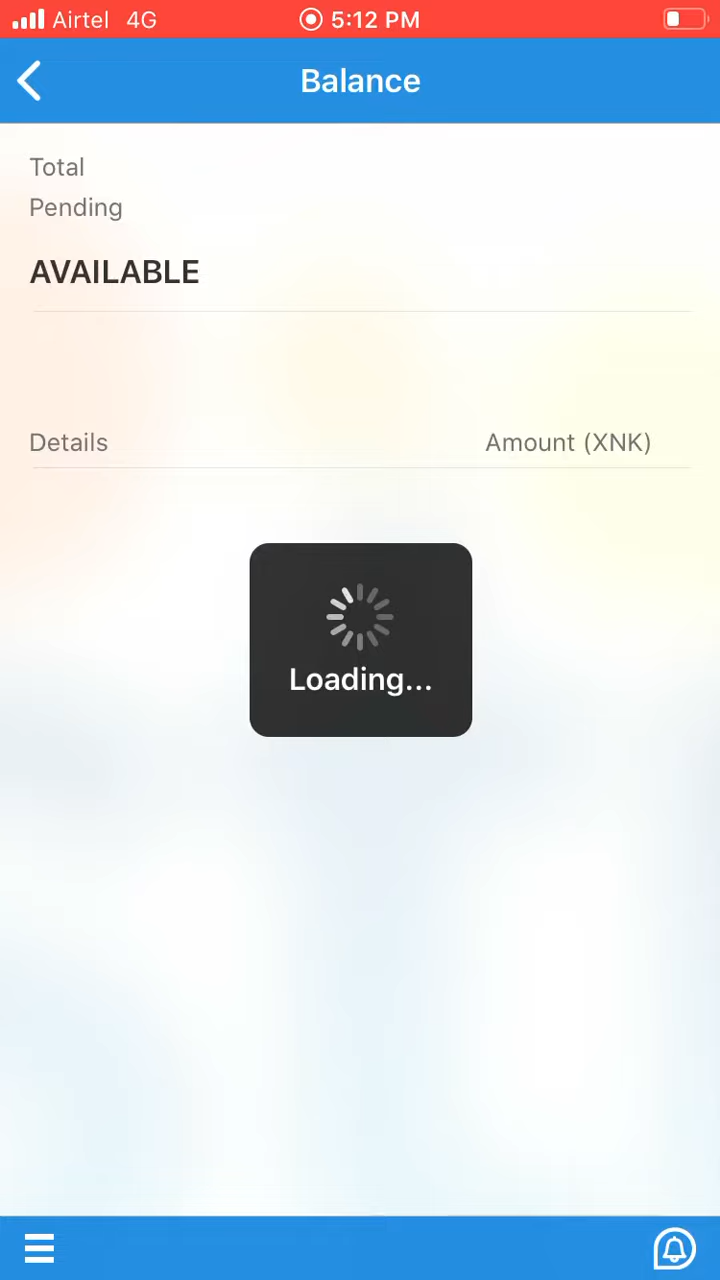 Airtel 4G 5:12 PM
Balance
Total
Pending
AVAILABLE
Details Amount (XNK)
Loading...